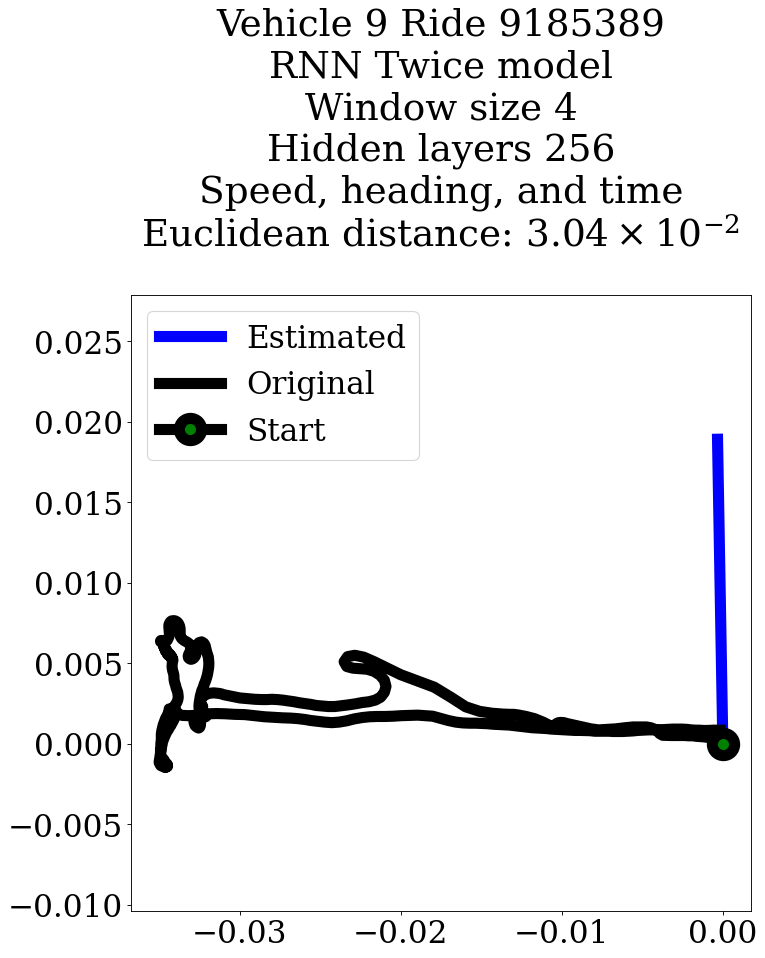 Vehicle 9 Ride 9185389
RNN Twice model
Window size 4
Hidden layers 256
Speed, heading, and time
Euclidean distance: 3.04 × 10⁻²
Estimated
Original
Start
0.025
0.020
0.015
0.010
0.005
0.000
−0.005
−0.010
−0.03 −0.02 −0.01 0.00